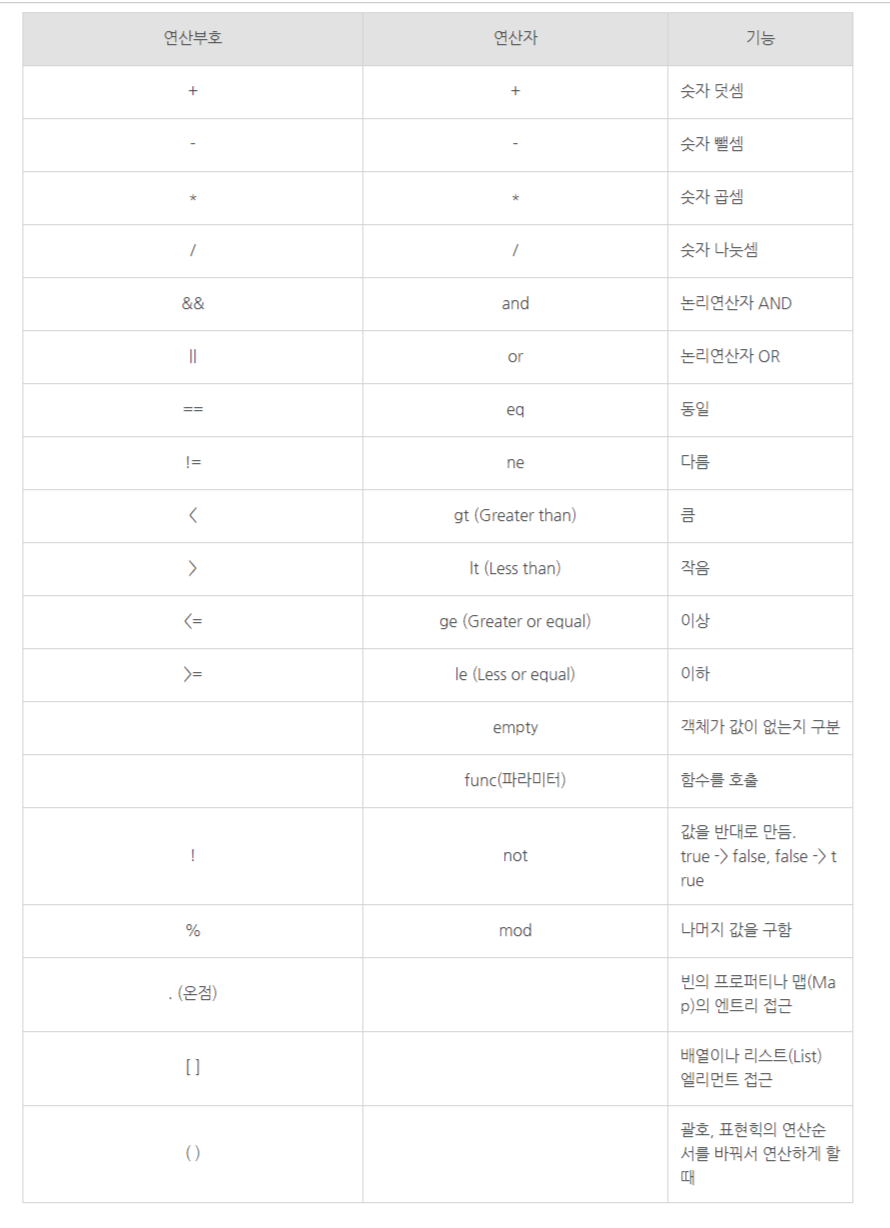 연산부호 연산자 기능
+ + 숫자 덧셈
- - 숫자 뺄셈
* * 숫자 곱셈
/ / 숫자 나눗셈
&& and 논리연산자 AND
|| or 논리연산자 OR
== eq 동일
!= ne 다름
< gt (Greater than) 큼
> lt (Less than) 작음
<= ge (Greater or equal) 이상
>= le (Less or equal) 이하
empty 객체가 값이 없는지 구분
func(파라미터) 함수를 호출
! not 값을 반대로 만듬.
true -> false, false -> t
rue
% mod 나머지 값을 구함
. (온점) 빈의 프로퍼티나 맵(Ma
p)의 엔트리 접근
[ ] 배열이나 리스트(List)
엘리먼트 접근
( ) 괄호, 표현힉의 연산순
서를 바꿔서 연산하게 할
때